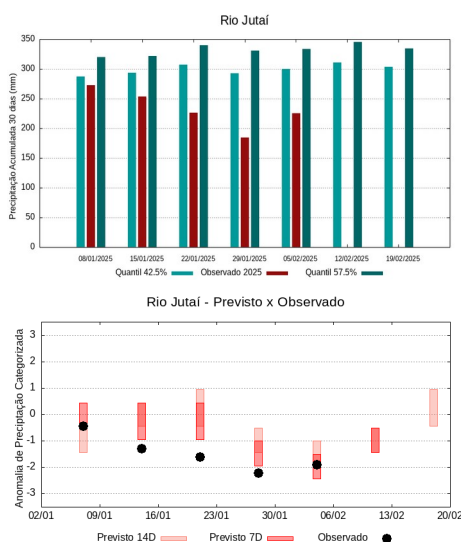 Rio Jutaí
Precipitação Acumulada 30 dias (mm)
350
300
250
200
150
100
50
0
08/01/2025 15/01/2025 22/01/2025 29/01/2025 05/02/2025 12/02/2025 19/02/2025
Quantil 42.5% Observado 2025 Quantil 57.5%
Rio Jutaí - Previsto x Observado
Anomalia de Precipitação Categorizada
3
2
1
0
-1
-2
-3
02/01 09/01 16/01 23/01 30/01 06/02 13/02 20/02
Previsto 14D Previsto 7D Observado